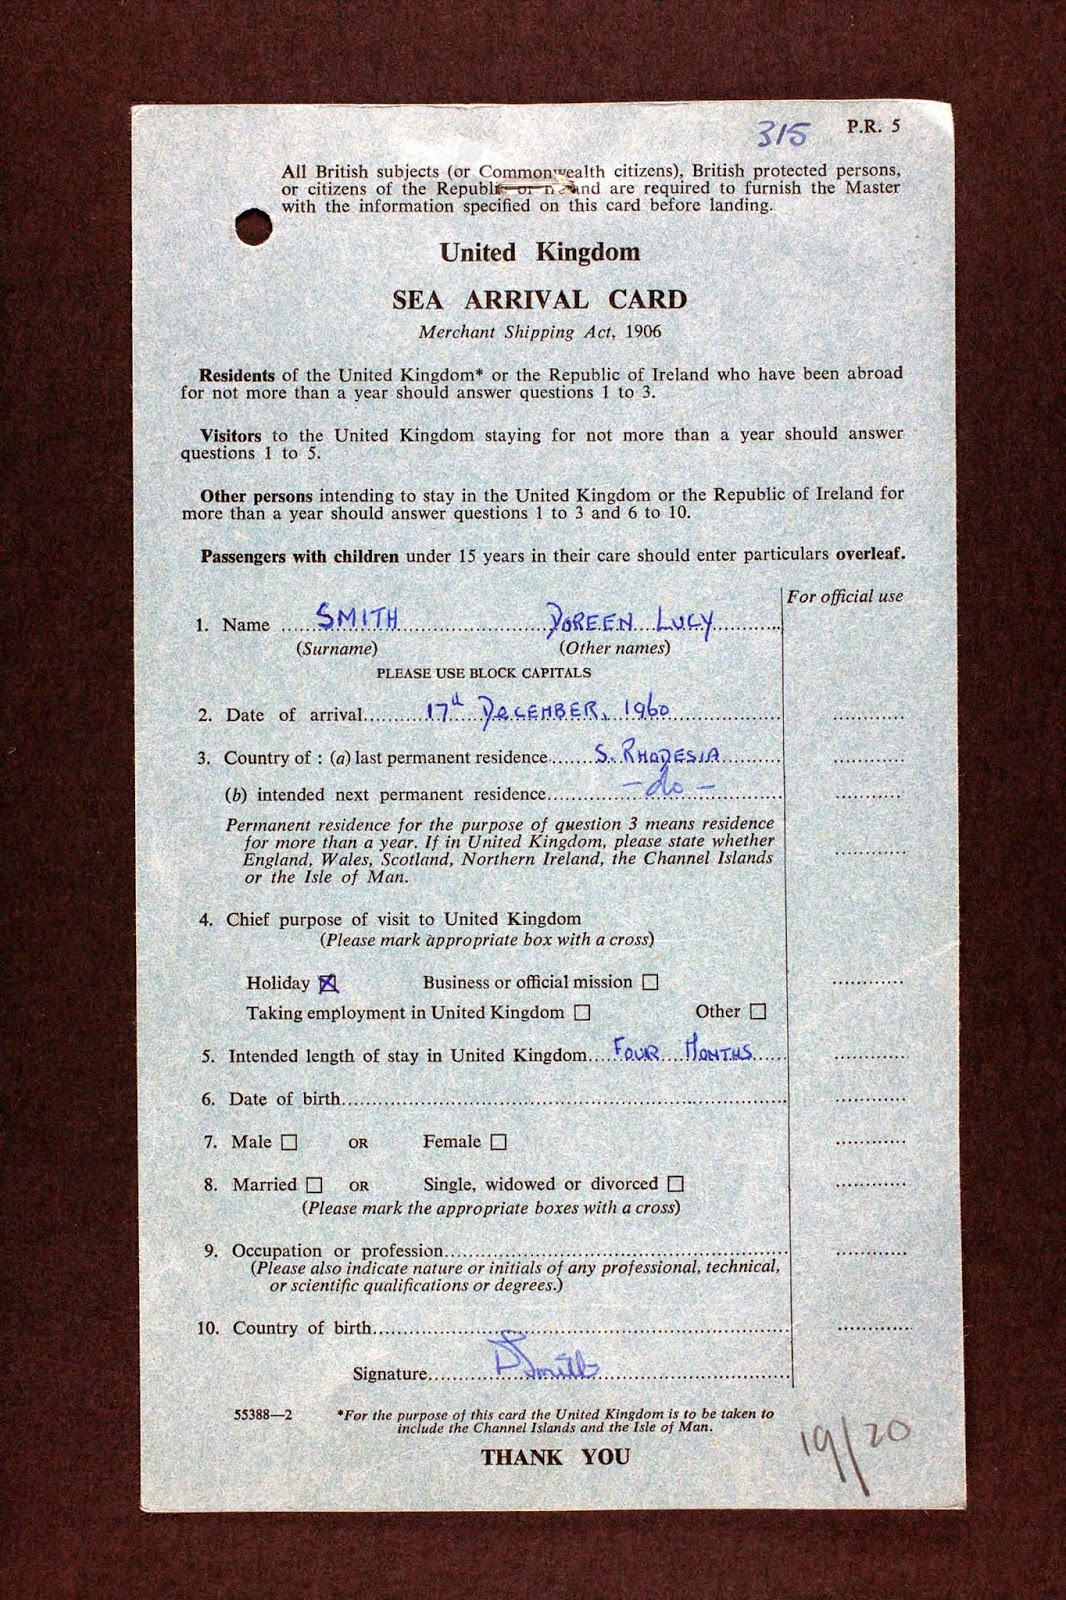 315 P.R. 5
All British subjects (or Commonwealth citizens), British protected persons,
or citizens of the Republic of Ireland are required to furnish the Master
with the information specified on this card before landing.
United Kingdom
SEA ARRIVAL CARD
Merchant Shipping Act, 1906
Residents of the United Kingdom* or the Republic of Ireland who have been abroad
for not more than a year should answer questions 1 to 3.
Visitors to the United Kingdom staying for not more than a year should answer
questions 1 to 5.
Other persons intending to stay in the United Kingdom or the Republic of Ireland for
more than a year should answer questions 1 to 3 and 6 to 10.
Passengers with children under 15 years in their care should enter particulars overleaf.
For official use
1. Name SMITH DOREEN LUCY
(Surname) (Other names)
PLEASE USE BLOCK CAPITALS
2. Date of arrival 17th DECEMBER, 1960
3. Country of : (a) last permanent residence S. RHODESIA
(b) intended next permanent residence - do -
Permanent residence for the purpose of question 3 means residence
for more than a year. If in United Kingdom, please state whether
England, Wales, Scotland, Northern Ireland, the Channel Islands
or the Isle of Man.
4. Chief purpose of visit to United Kingdom
(Please mark appropriate box with a cross)
Holiday ☒ Business or official mission ☐
Taking employment in United Kingdom ☐ Other ☐
5. Intended length of stay in United Kingdom FOUR MONTHS
6. Date of birth
7. Male ☐ OR Female ☐
8. Married ☐ OR Single, widowed or divorced ☐
(Please mark the appropriate boxes with a cross)
9. Occupation or profession
(Please also indicate nature or initials of any professional, technical,
or scientific qualifications or degrees.)
10. Country of birth
Signature D Smith
55388—2 *For the purpose of this card the United Kingdom is to be taken to
include the Channel Islands and the Isle of Man.
THANK YOU
19/20